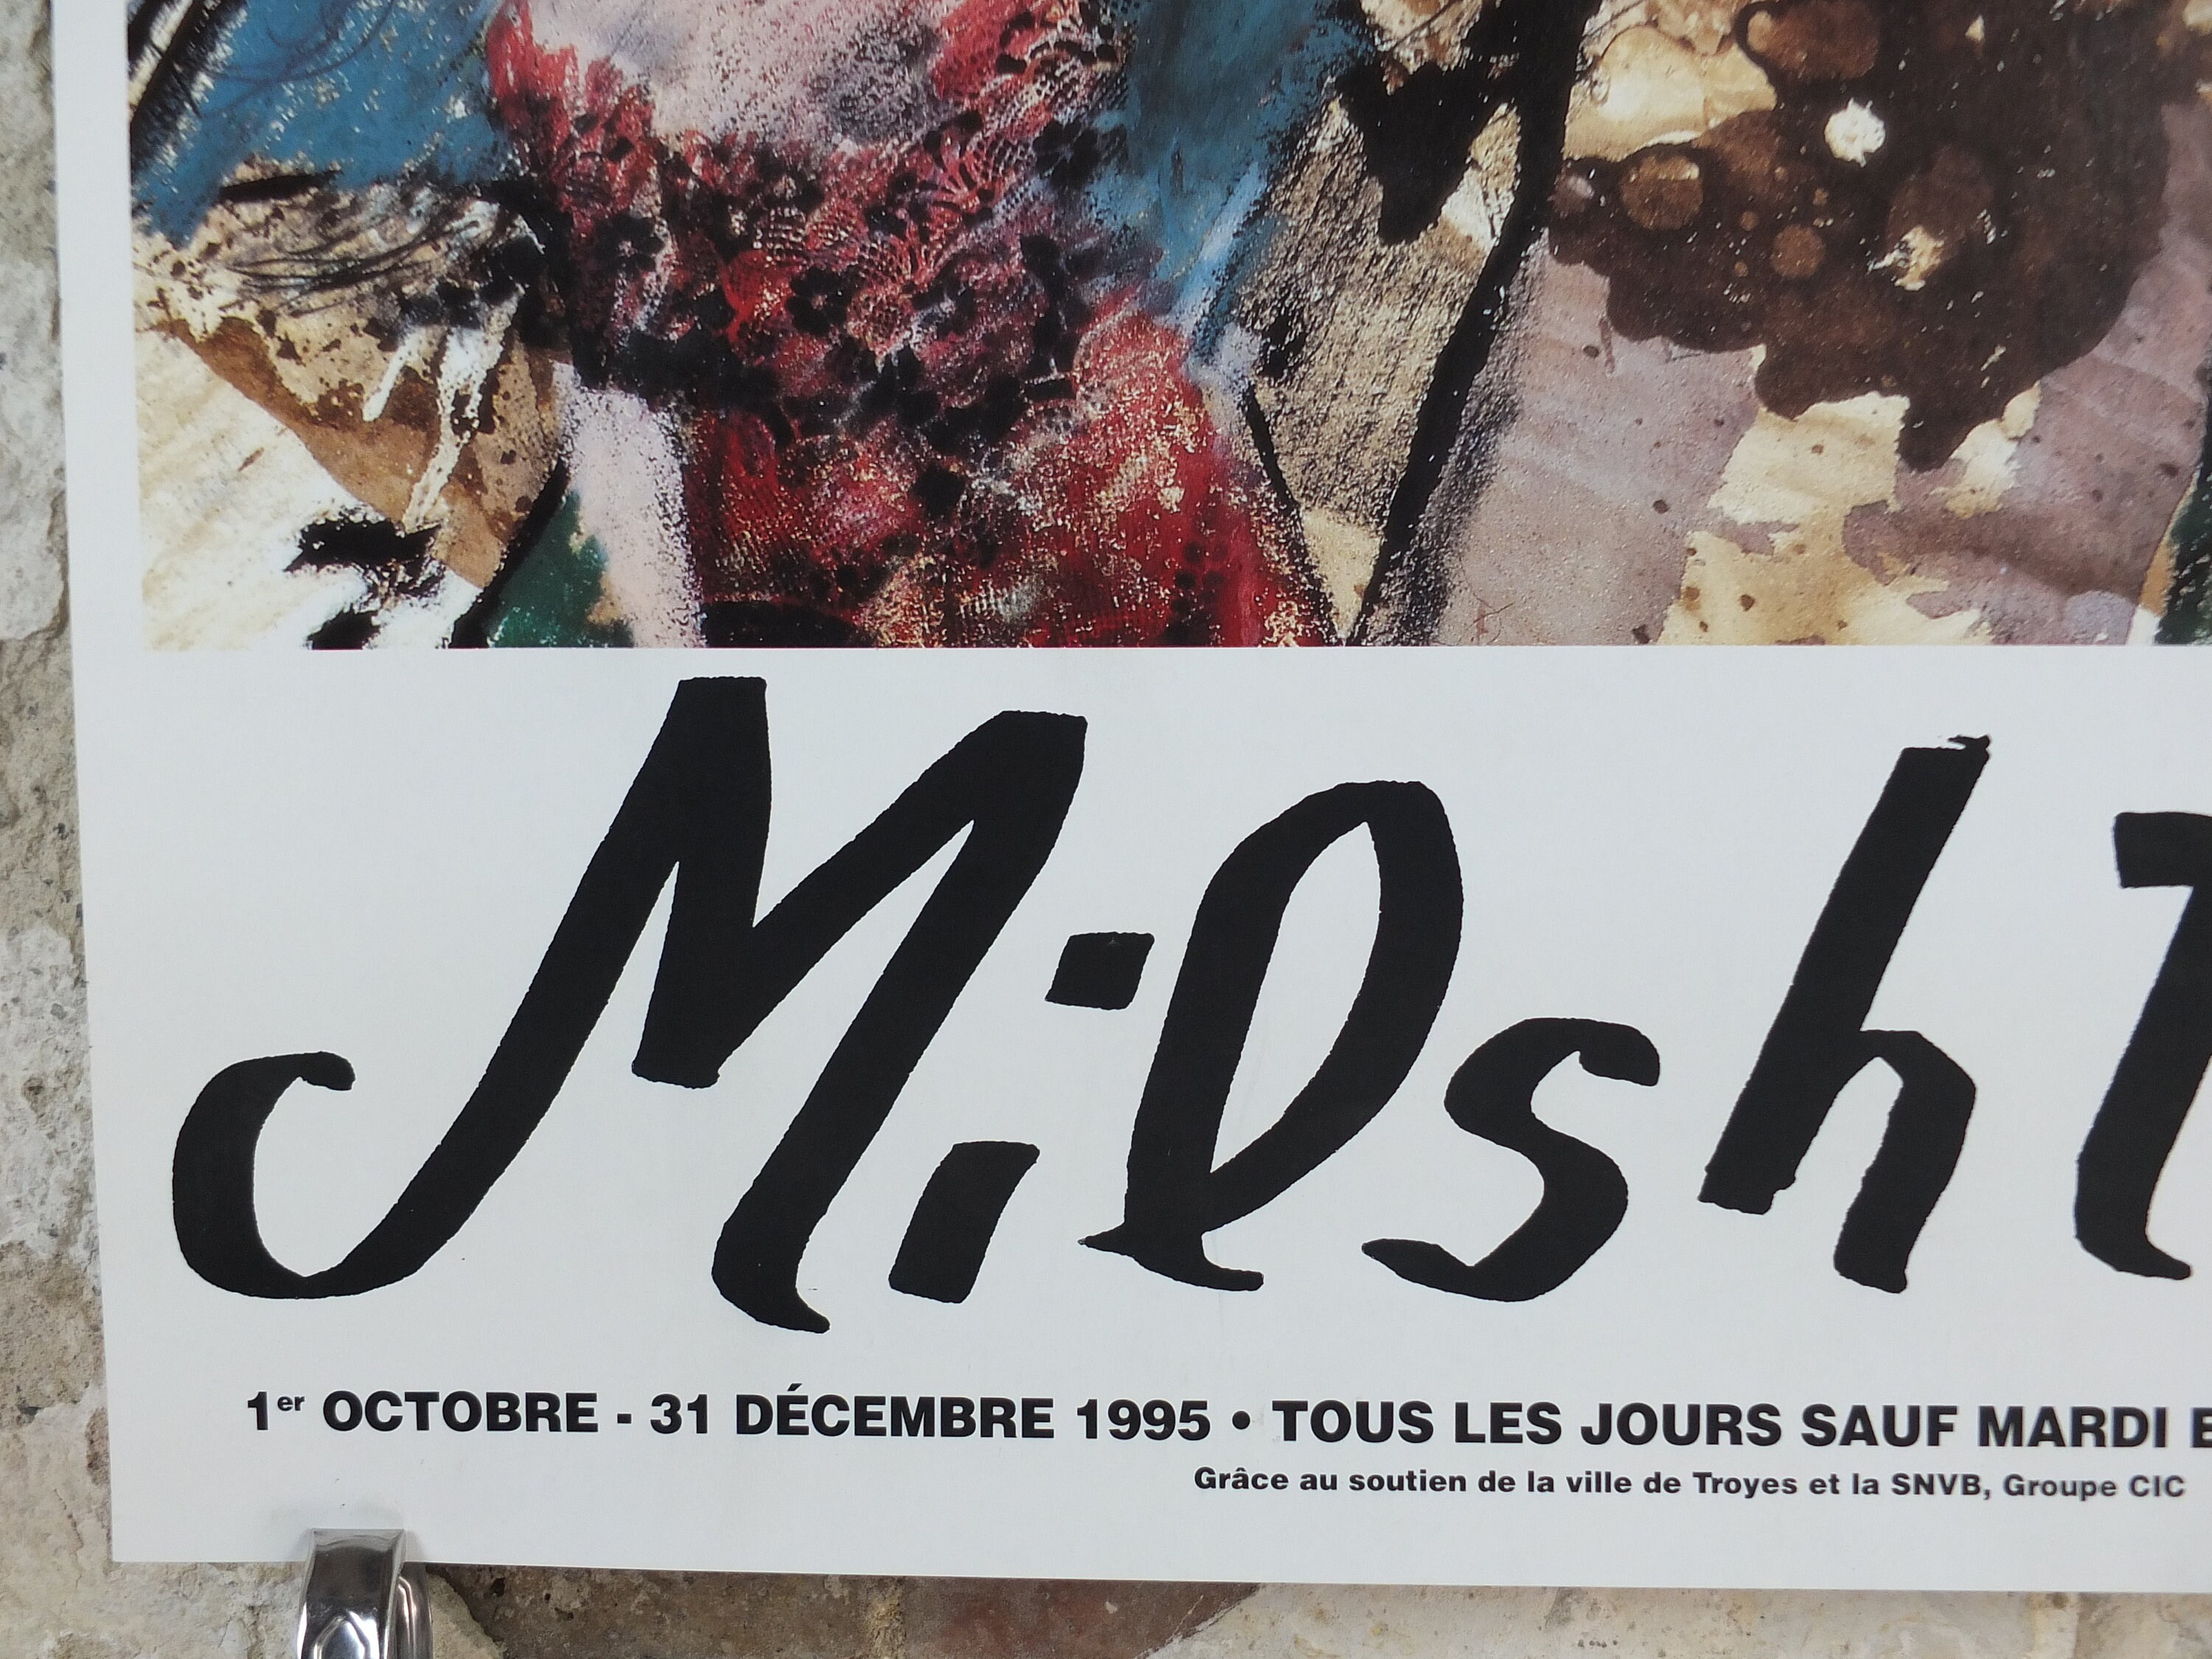 Milsht
1er OCTOBRE - 31 DÉCEMBRE 1995 • TOUS LES JOURS SAUF MARDI E
Grâce au soutien de la ville de Troyes et la SNVB, Groupe CIC